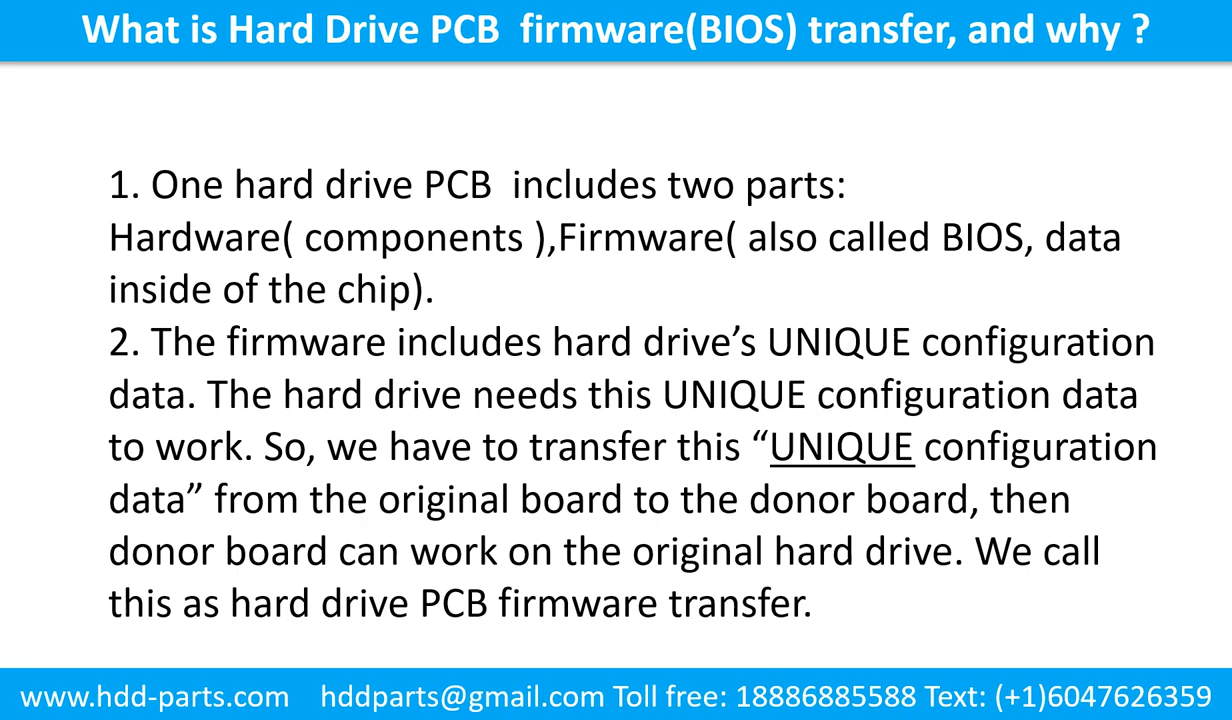 What is Hard Drive PCB  firmware(BIOS) transfer, and why ?
1. One hard drive PCB  includes two parts:
Hardware( components ),Firmware( also called BIOS, data
inside of the chip).
2. The firmware includes hard drive’s UNIQUE configuration
data. The hard drive needs this UNIQUE configuration data
to work. So, we have to transfer this “UNIQUE configuration
data” from the original board to the donor board, then
donor board can work on the original hard drive. We call
this as hard drive PCB firmware transfer.
www.hdd-parts.com    hddparts@gmail.com Toll free: 18886885588 Text: (+1)6047626359